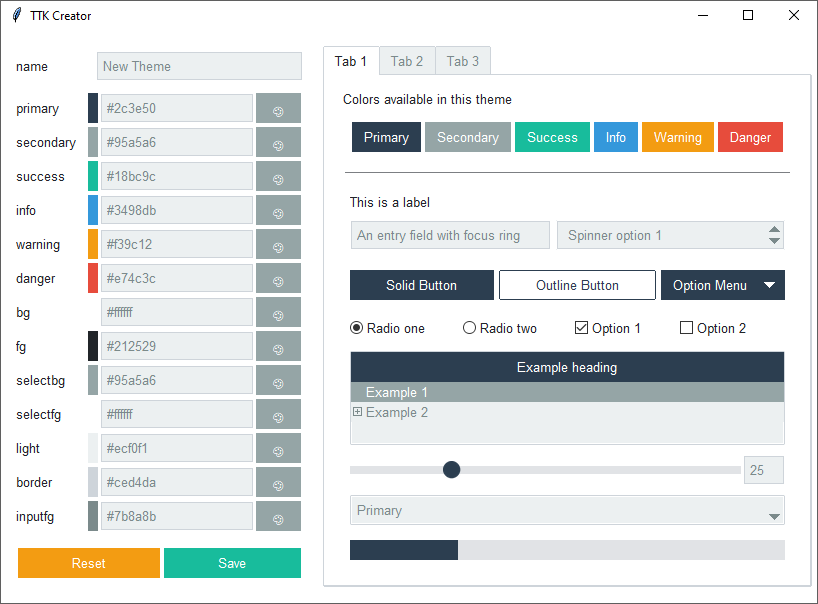 TTK Creator
name New Theme
primary #2c3e50
secondary #95a5a6
success #18bc9c
info #3498db
warning #f39c12
danger #e74c3c
bg #ffffff
fg #212529
selectbg #95a5a6
selectfg #ffffff
light #ecf0f1
border #ced4da
inputfg #7b8a8b
Reset Save
Tab 1 Tab 2 Tab 3
Colors available in this theme
Primary Secondary Success Info Warning Danger
This is a label
An entry field with focus ring Spinner option 1
Solid Button Outline Button Option Menu
Radio one Radio two Option 1 Option 2
Example heading
Example 1
Example 2
25
Primary